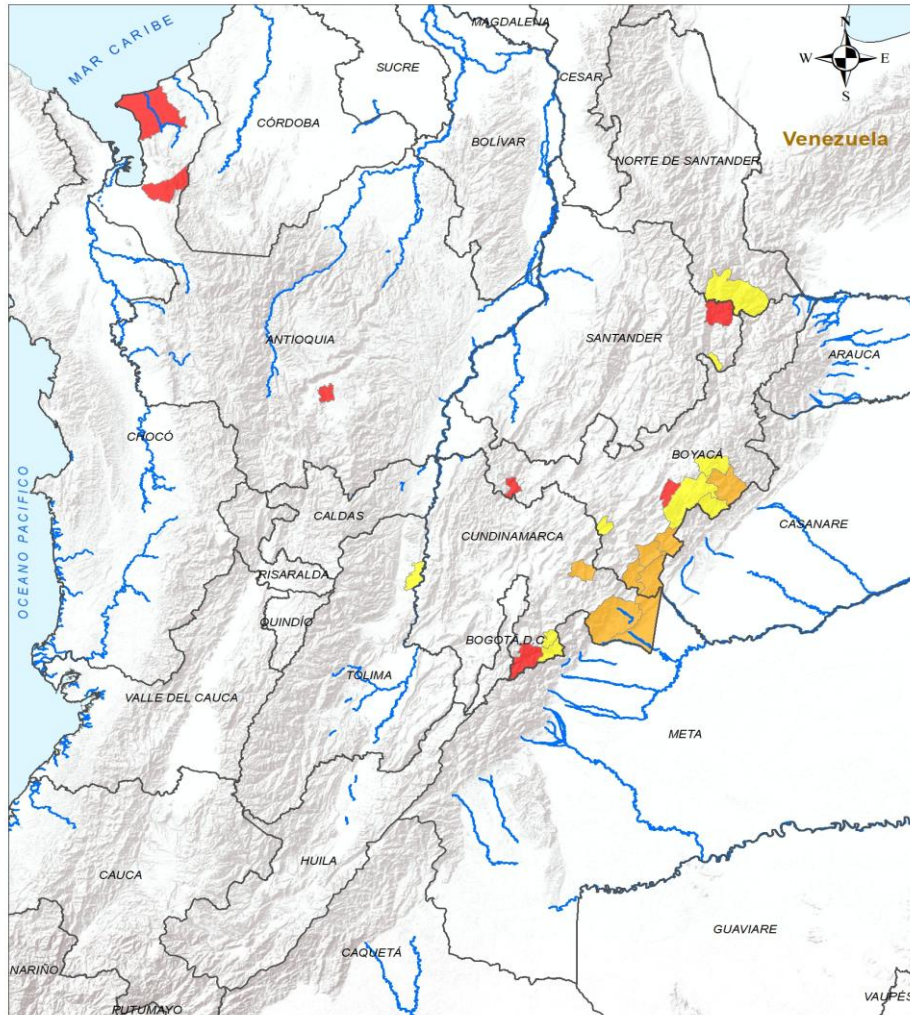 MAGDALENA
N
MAR CARIBE
W
E
SUCRE
CESAR
S
CÓRDOBA
BOLÍVAR
Venezuela
NORTE DE SANTANDER
ANTIOQUIA
SANTANDER
ARAUCA
CHOCÓ
BOYACÁ
CALDAS
CASANARE
CUNDINAMARCA
OCEANO PACIFICO
RISARALDA
QUINDÍO
BOGOTÁ D.C.
TOLIMA
VALLE DEL CAUCA
META
HUILA
CAUCA
GUAVIARE
CAQUETÁ
NARIÑO
VAUPÉS
PUTUMAYO